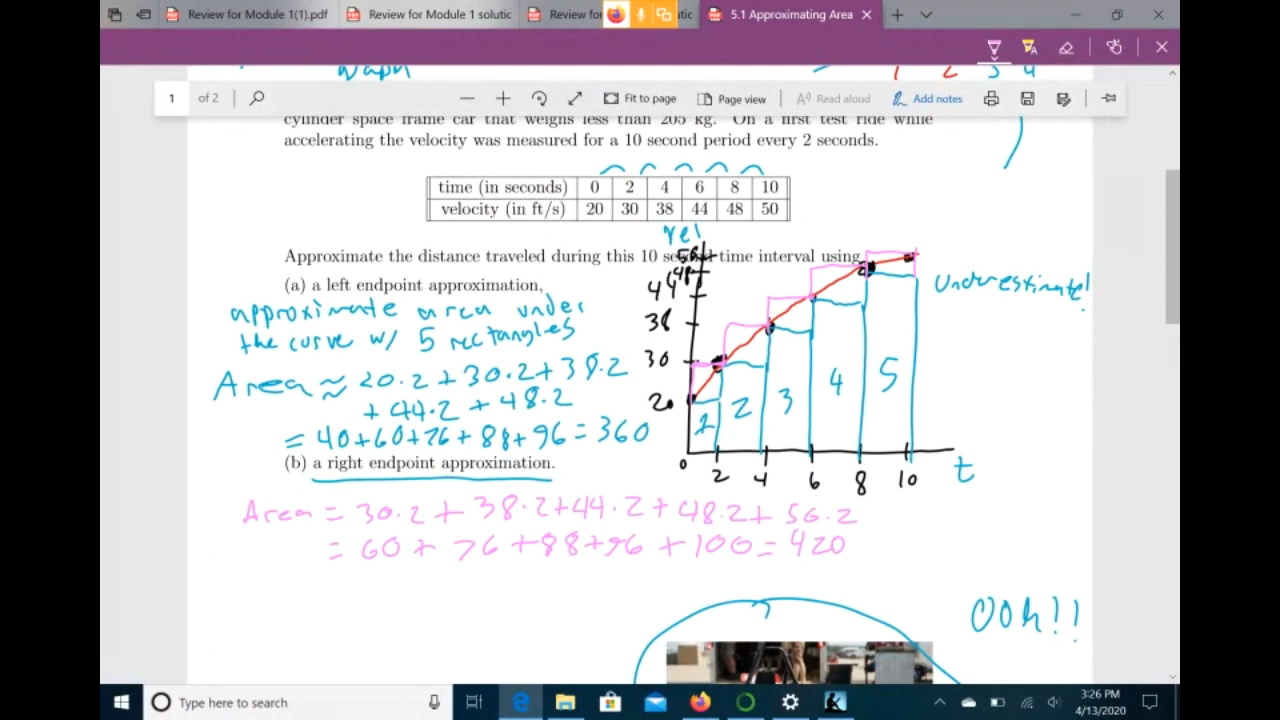 Review for Module 1(1).pdf
Review for Module 1 solutic
Review for
utic
5.1 Approximating Area
graph
1 2 3 4
1 of 2
Fit to page
Page view
Read aloud
Add notes
cylinder space frame car that weighs less than 205 kg. On a first test ride while
accelerating the velocity was measured for a 10 second period every 2 seconds.
time (in seconds) 0 2 4 6 8 10
velocity (in ft/s) 20 30 38 44 48 50
vel
Approximate the distance traveled during this 10 second time interval using
(a) a left endpoint approximation,
approximate area under
the curve w/ 5 rectangles
Area ≈ 20·2+30·2+38·2
+44·2+48·2
=40+60+76+88+96=360
50
48
44
38
30
20
1 2 3 4 5
0 2 4 6 8 10 t
Underestimate!
(b) a right endpoint approximation.
Area = 30·2+38·2+44·2+48·2+50·2
=60+76+88+96+100=420
OOh!!
Type here to search
3:26 PM
4/13/2020